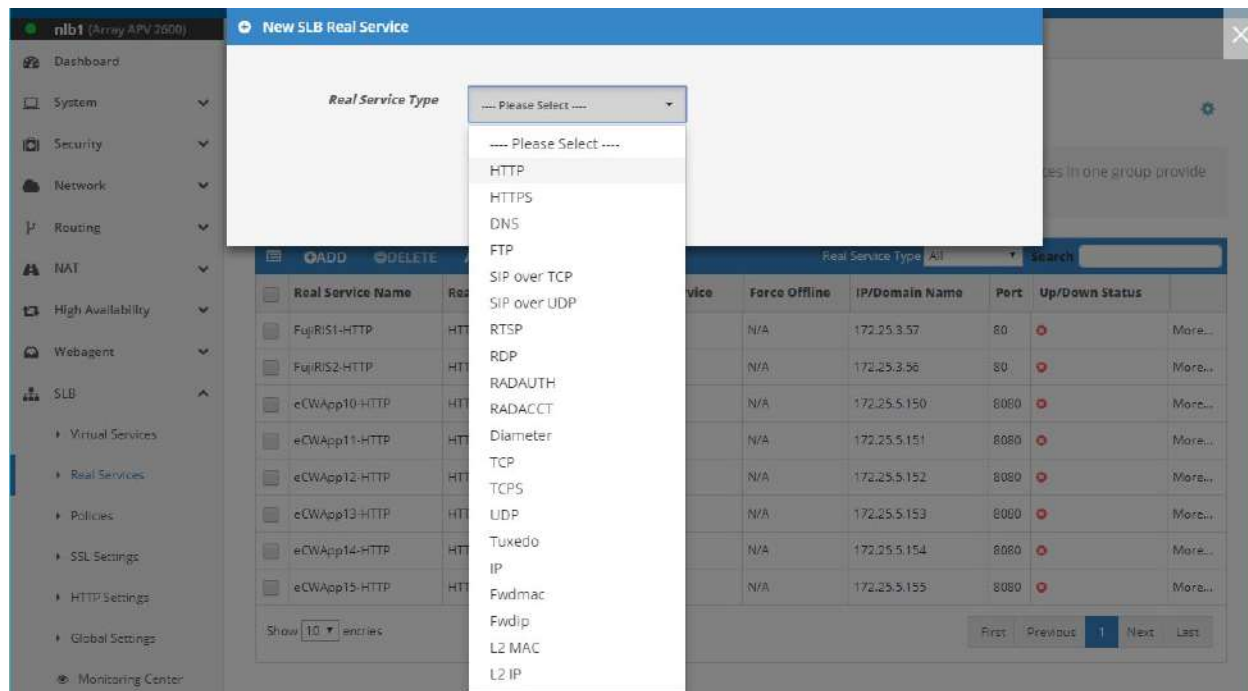 nlb1 (Array APV 2600)
New SLB Real Service
Dashboard
System
Security
Network
Routing
NAT
High Availability
Webagent
SLB
Virtual Services
Real Services
Policies
SSL Settings
HTTP Settings
Global Settings
Monitoring Center
Real Service Type
---- Please Select ----
---- Please Select ----
HTTP
HTTPS
DNS
FTP
SIP over TCP
SIP over UDP
RTSP
RDP
RADAUTH
RADACCT
Diameter
TCP
TCPS
UDP
Tuxedo
IP
Fwdmac
Fwdip
L2 MAC
L2 IP
in one group provide
ADD DELETE Real Service Type All Search
Real Service Name Force Offline IP/Domain Name Port Up/Down Status
FujiRIS1-HTTP N/A 172.25.3.57 80 More...
FujiRIS2-HTTP N/A 172.25.3.56 80 More...
eCWApp10-HTTP N/A 172.25.5.150 8080 More...
eCWApp11-HTTP N/A 172.25.5.151 8080 More...
eCWApp12-HTTP N/A 172.25.5.152 8080 More...
eCWApp13-HTTP N/A 172.25.5.153 8080 More...
eCWApp14-HTTP N/A 172.25.5.154 8080 More...
eCWApp15-HTTP N/A 172.25.5.155 8080 More...
Show 10 entries
First Previous 1 Next Last